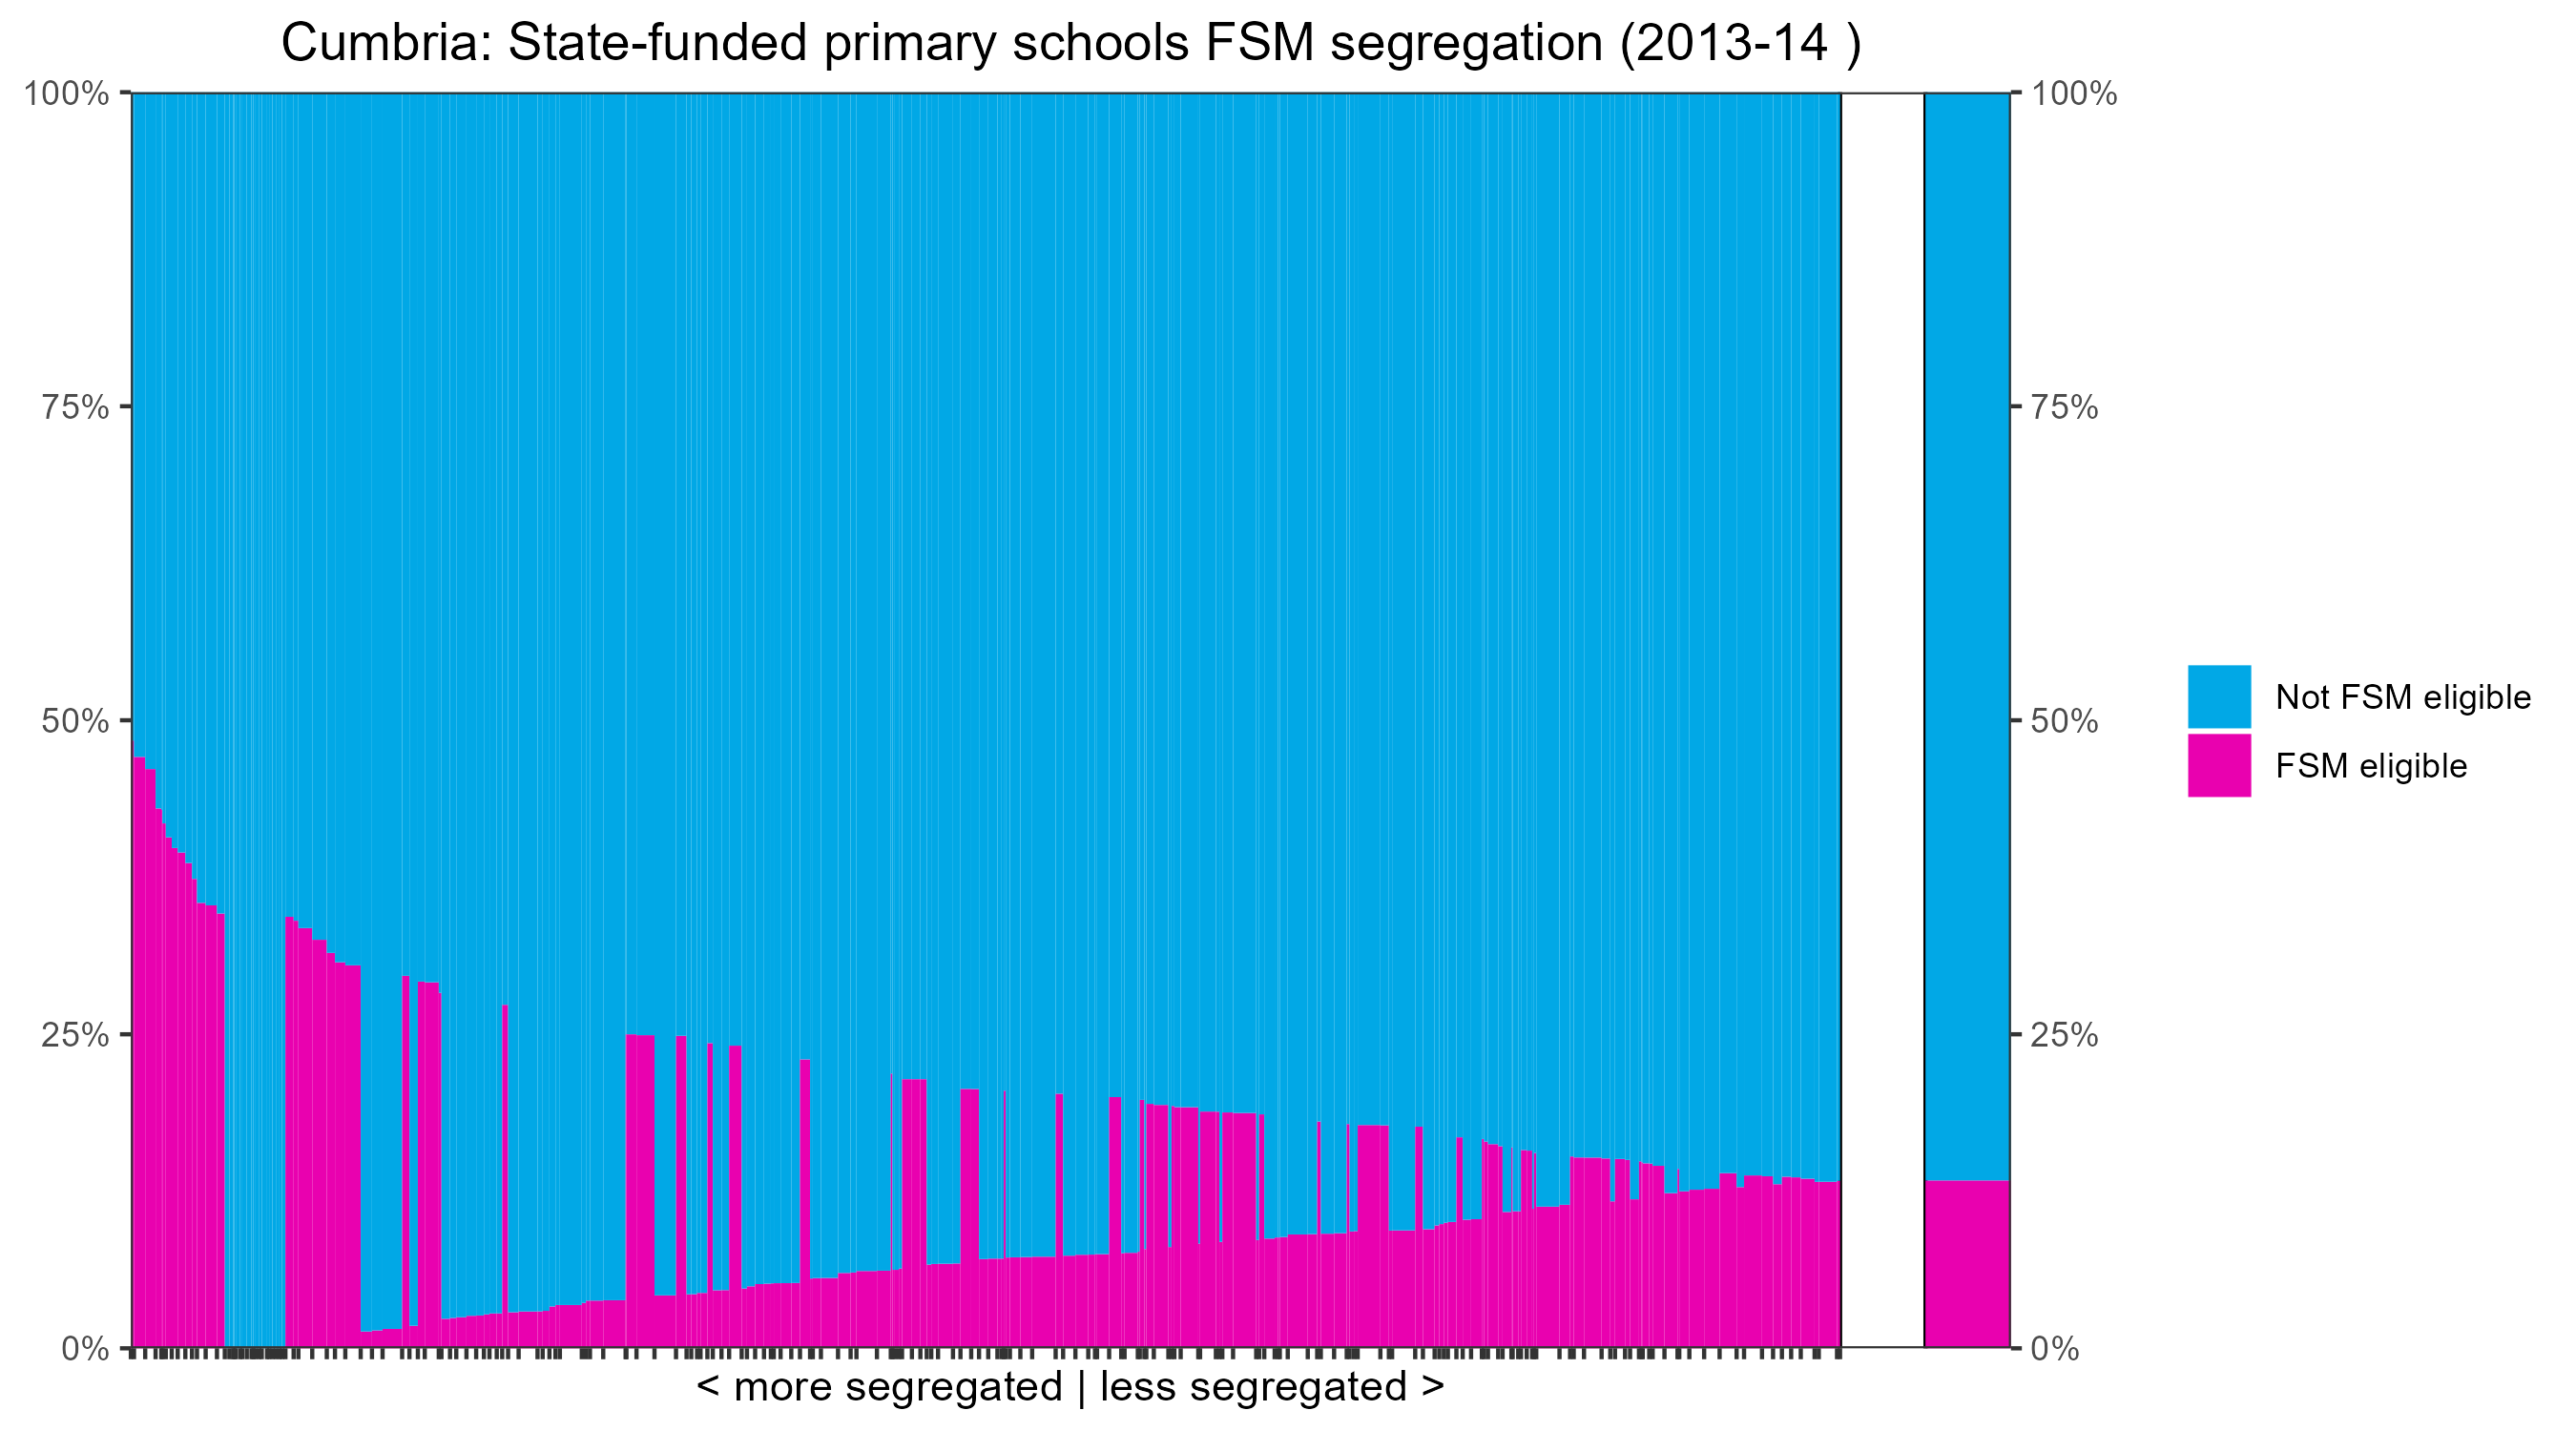 Cumbria: State-funded primary schools FSM segregation (2013-14 )
100%
75%
50%
25%
0%
100%
75%
50%
25%
0%
Not FSM eligible
FSM eligible
< more segregated | less segregated >